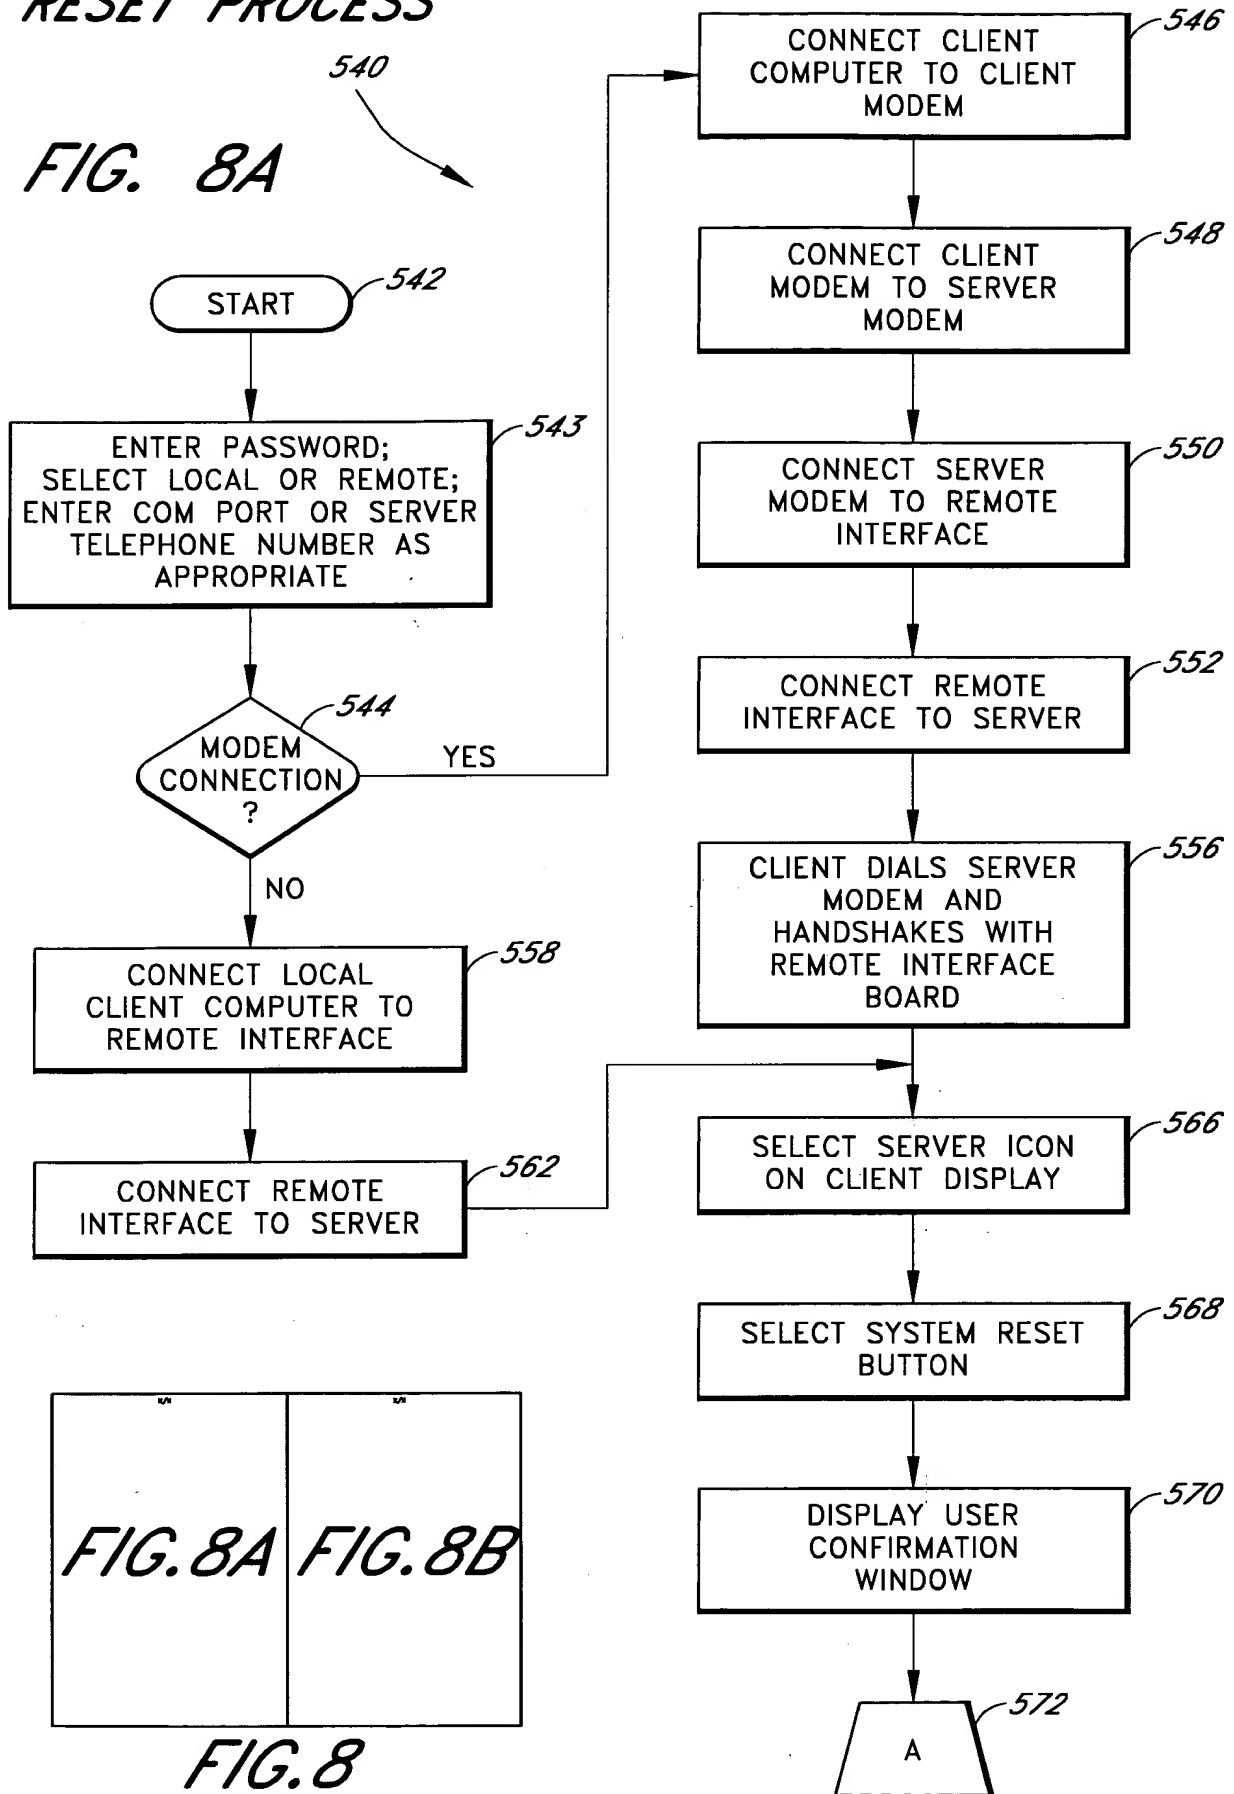 RESET PROCESS
540
FIG. 8A
START
542
ENTER PASSWORD;
SELECT LOCAL OR REMOTE;
ENTER COM PORT OR SERVER
TELEPHONE NUMBER AS
APPROPRIATE
543
MODEM
CONNECTION
?
544
YES
NO
CONNECT LOCAL
CLIENT COMPUTER TO
REMOTE INTERFACE
558
CONNECT REMOTE
INTERFACE TO SERVER
562
CONNECT CLIENT
COMPUTER TO CLIENT
MODEM
546
CONNECT CLIENT
MODEM TO SERVER
MODEM
548
CONNECT SERVER
MODEM TO REMOTE
INTERFACE
550
CONNECT REMOTE
INTERFACE TO SERVER
552
CLIENT DIALS SERVER
MODEM AND
HANDSHAKES WITH
REMOTE INTERFACE
BOARD
556
SELECT SERVER ICON
ON CLIENT DISPLAY
566
SELECT SYSTEM RESET
BUTTON
568
DISPLAY USER
CONFIRMATION
WINDOW
570
A
572
FIG.8A
FIG.8B
FIG.8